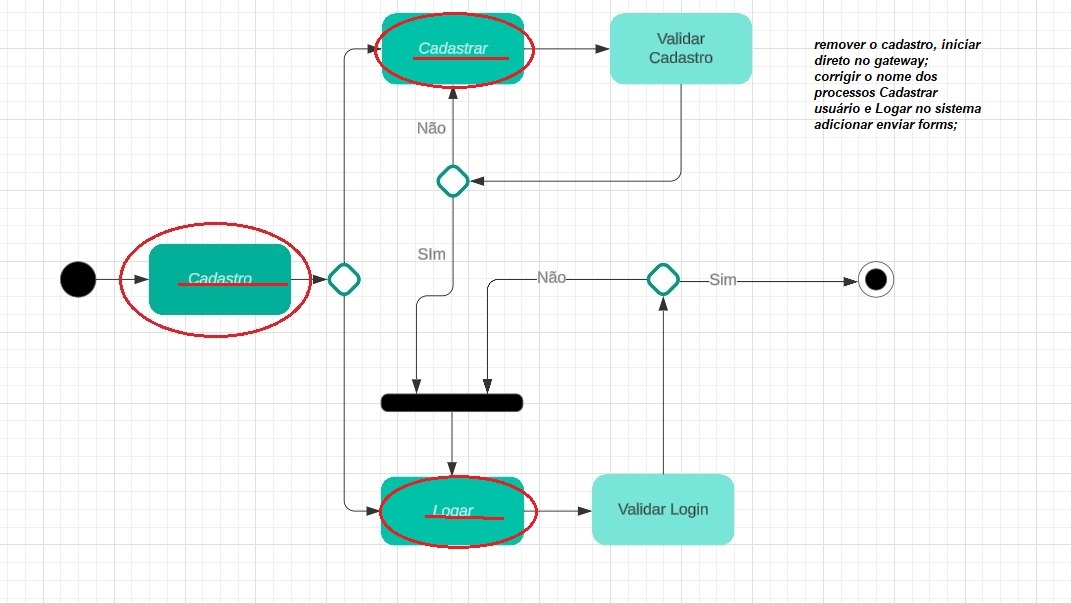 Cadastrar
Validar
Cadastro
remover o cadastro, iniciar
direto no gateway;
corrigir o nome dos
processos Cadastrar
usuário e Logar no sistema
adicionar enviar forms;
Não
SIm
Cadastro
Não
Sim
Logar
Validar Login